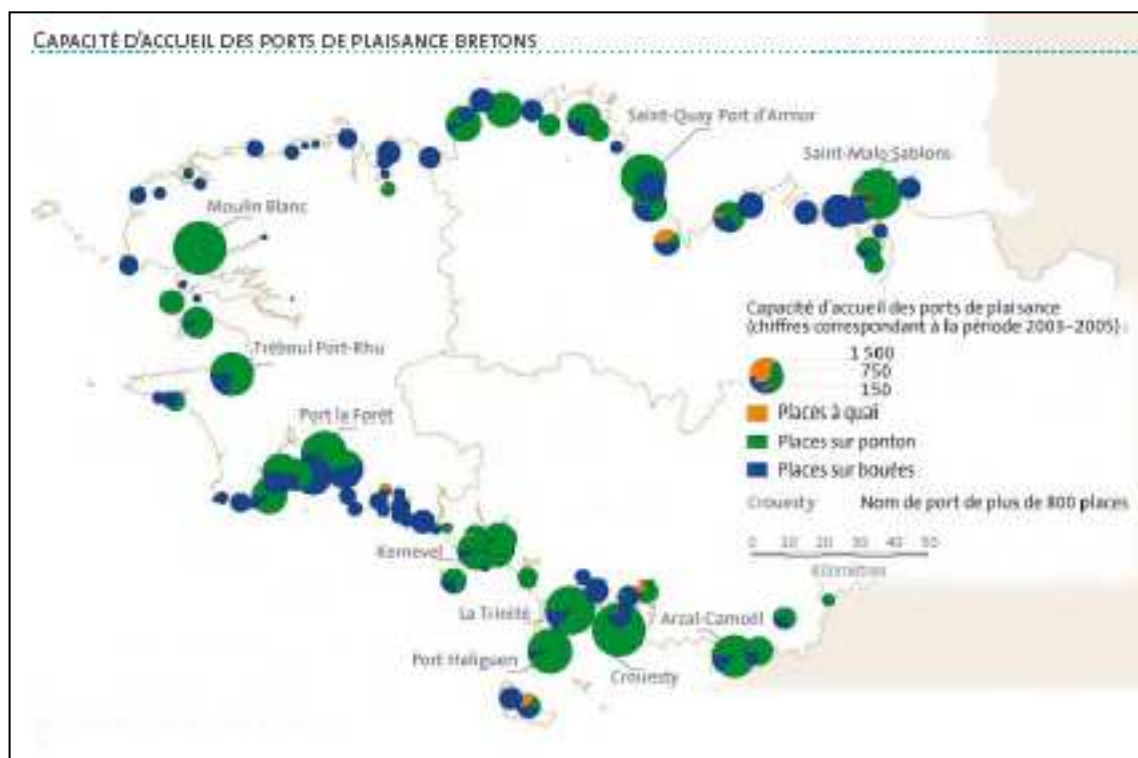 CAPACITÉ D'ACCUEIL DES PORTS DE PLAISANCE BRETONS
Saint-Quay Port d'Armor
Saint-Malo Sablons
Moulin Blanc
Capacité d'accueil des ports de plaisance
(chiffres correspondant à la période 2003-2005)
Tréboul Port-Rhu
1 500
750
150
Places à quai
Port la Forêt
Places sur ponton
Places sur bouées
Crouesty Nom de port de plus de 800 places
0 10 20 30 40 50
Kilomètres
Kernevel
La Trinité
Arzal-Camoël
Port Haliguen
Crouesty